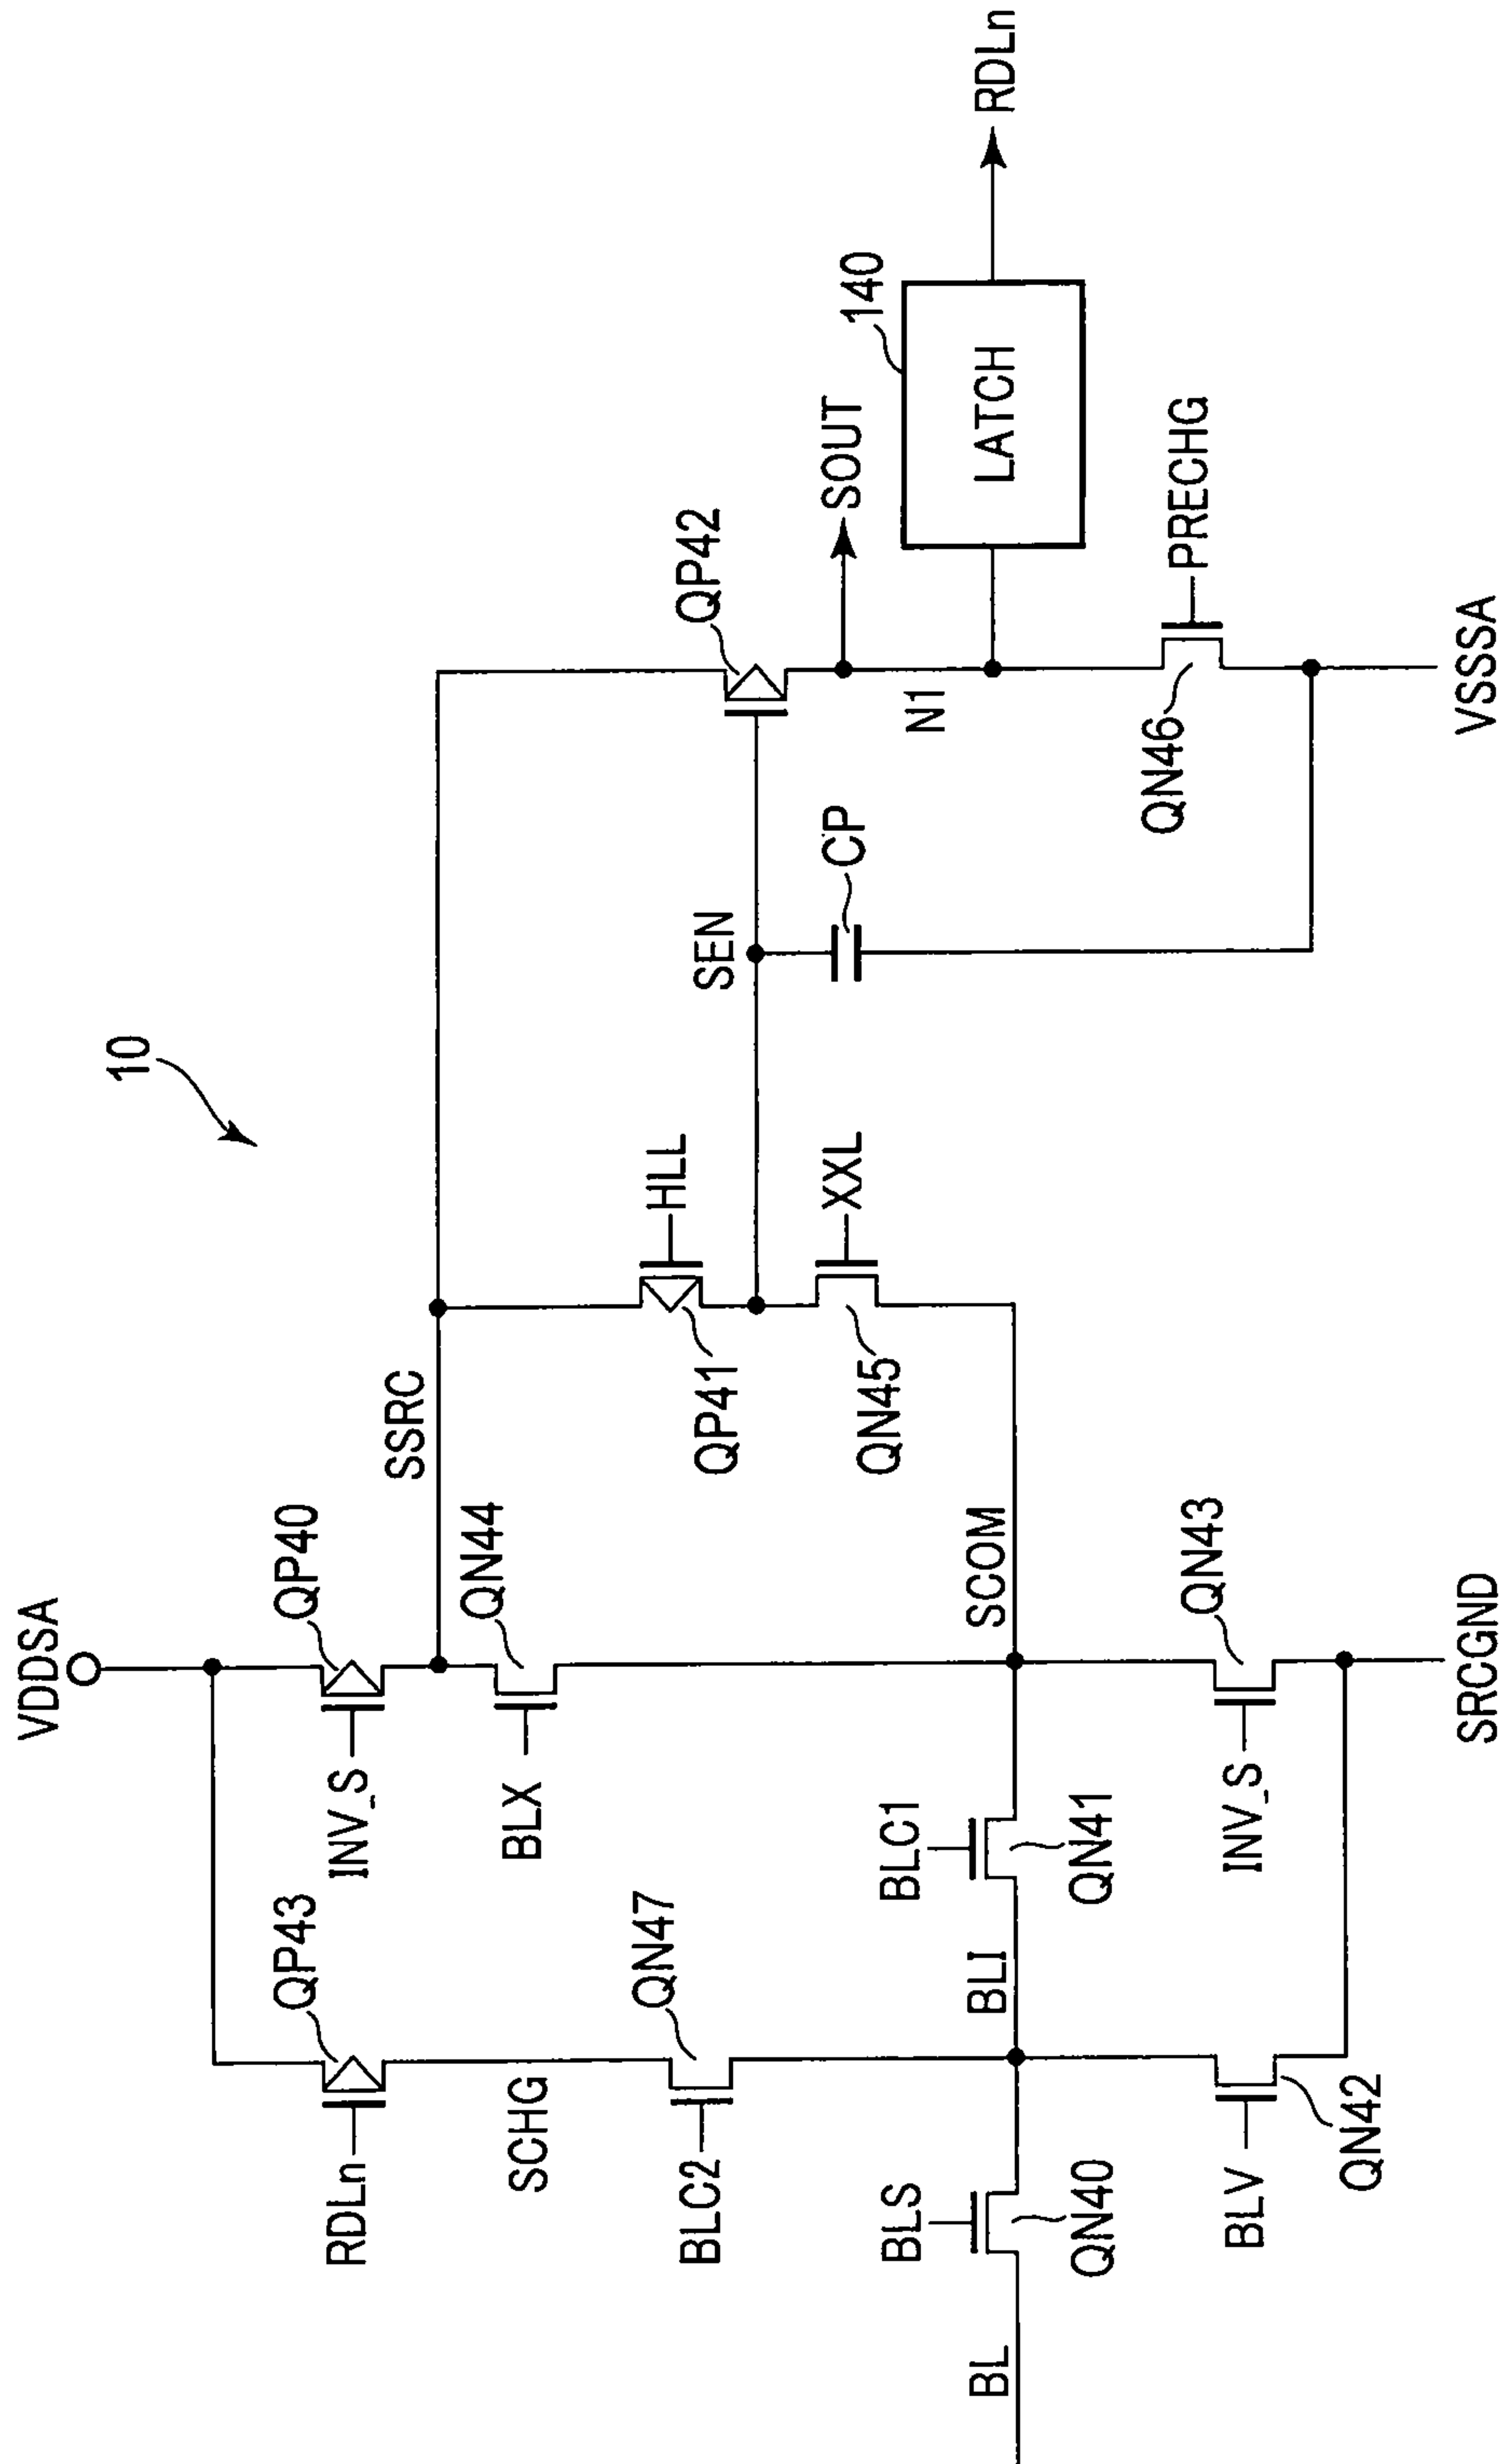 10
VDDSA
RDLn
QP43
INV_S
QP40
SSRC
SCHG
BLX
QN44
BLC2
QN47
QP41
HLL
SEN
QP42
BLS
BLC1
XXL
CP
SOUT
140
BL
BLI
SCOM
QN45
N1
LATCH
RDLn
QN40
QN41
BLV
INV_S
QN43
QN46
PRECHG
QN42
SRCGND
VSSSA